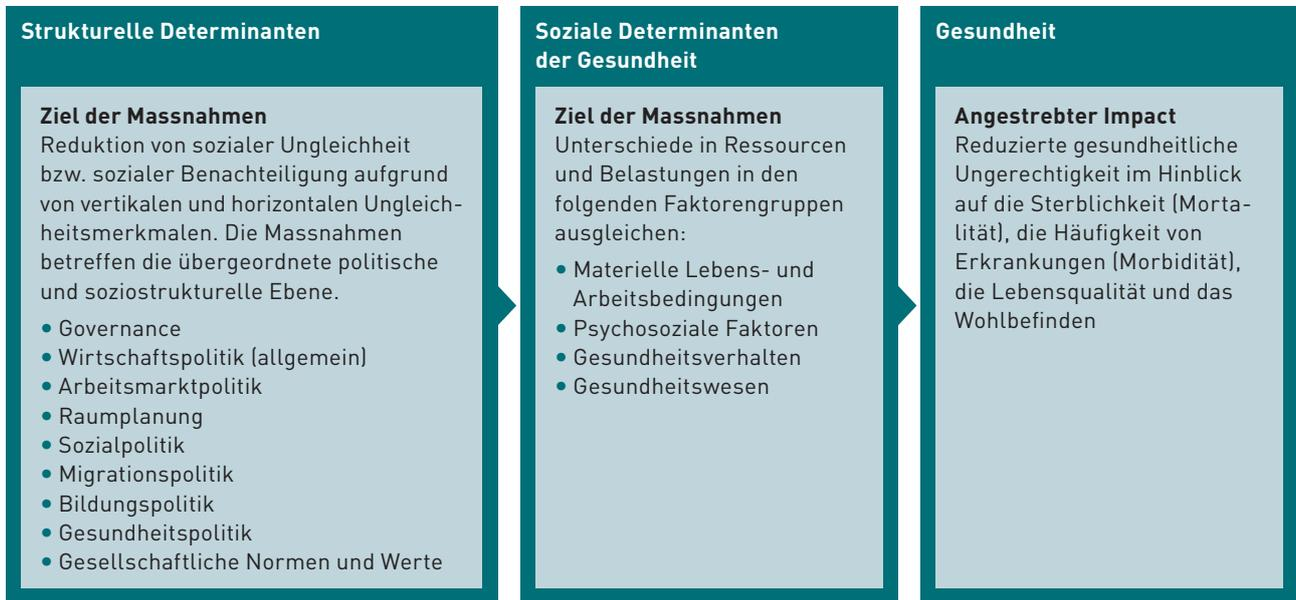 Strukturelle Determinanten
Ziel der Massnahmen
Reduktion von sozialer Ungleichheit
bzw. sozialer Benachteiligung aufgrund
von vertikalen und horizontalen Ungleich-
heitsmerkmalen. Die Massnahmen
betreffen die übergeordnete politische
und soziostrukturelle Ebene.
• Governance
• Wirtschaftspolitik (allgemein)
• Arbeitsmarktpolitik
• Raumplanung
• Sozialpolitik
• Migrationspolitik
• Bildungspolitik
• Gesundheitspolitik
• Gesellschaftliche Normen und Werte
Soziale Determinanten
der Gesundheit
Ziel der Massnahmen
Unterschiede in Ressourcen
und Belastungen in den
folgenden Faktorengruppen
ausgleichen:
• Materielle Lebens- und
Arbeitsbedingungen
• Psychosoziale Faktoren
• Gesundheitsverhalten
• Gesundheitswesen
Gesundheit
Angestrebter Impact
Reduzierte gesundheitliche
Ungerechtigkeit im Hinblick
auf die Sterblichkeit (Morta-
lität), die Häufigkeit von
Erkrankungen (Morbidität),
die Lebensqualität und das
Wohlbefinden